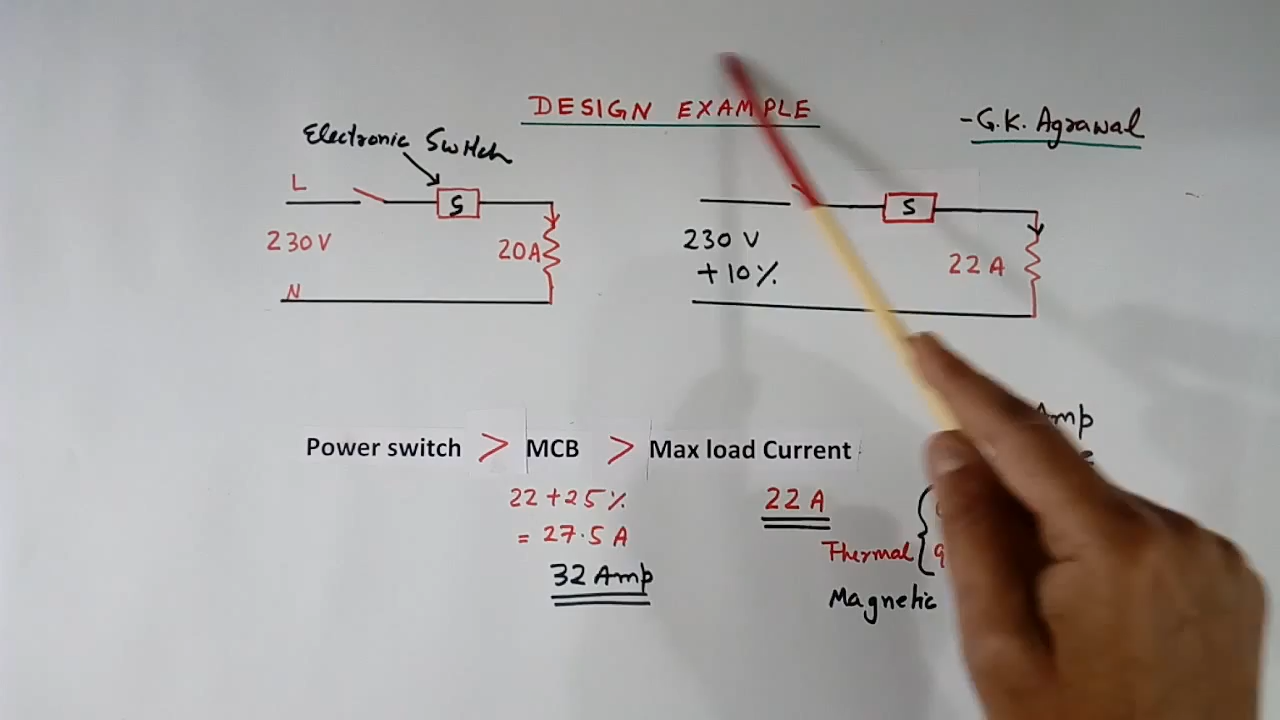 DESIGN EXAMPLE
-G.K. Agrawal
Electronic Switch
L
S
230V
20A
N
S
230 V
+10%
22 A
Amp
Power switch > MCB > Max load Current
22+25%
= 27.5 A
32 Amp
22 A
Thermal
Magnetic